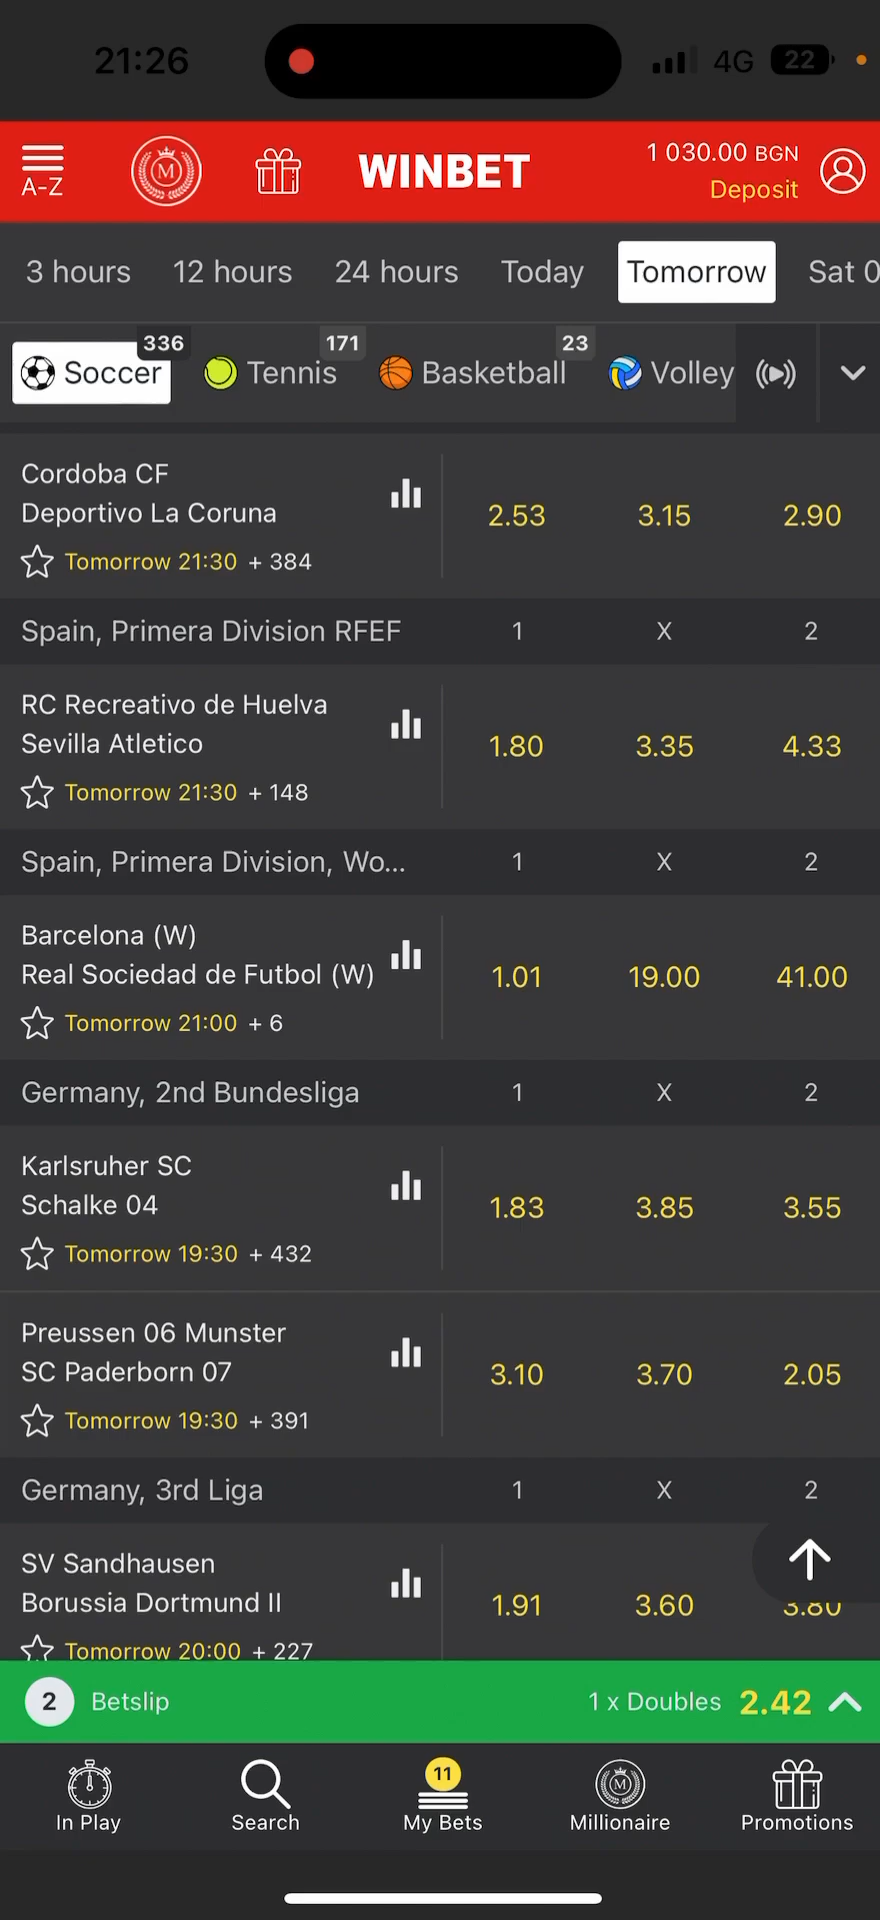 21:26 4G 22
A-Z M WINBET 1 030.00 BGN
Deposit
3 hours 12 hours 24 hours Today Tomorrow Sat 0
336 171 23
Soccer Tennis Basketball Volley
Cordoba CF
Deportivo La Coruna
2.53 3.15 2.90
Tomorrow 21:30 + 384
Spain, Primera Division RFEF 1 X 2
RC Recreativo de Huelva
Sevilla Atletico
1.80 3.35 4.33
Tomorrow 21:30 + 148
Spain, Primera Division, Wo... 1 X 2
Barcelona (W)
Real Sociedad de Futbol (W)
1.01 19.00 41.00
Tomorrow 21:00 + 6
Germany, 2nd Bundesliga 1 X 2
Karlsruher SC
Schalke 04
1.83 3.85 3.55
Tomorrow 19:30 + 432
Preussen 06 Munster
SC Paderborn 07
3.10 3.70 2.05
Tomorrow 19:30 + 391
Germany, 3rd Liga 1 X 2
SV Sandhausen
Borussia Dortmund II
1.91 3.60 3.80
Tomorrow 20:00 + 227
2 Betslip 1 x Doubles 2.42
11 M
In Play Search My Bets Millionaire Promotions